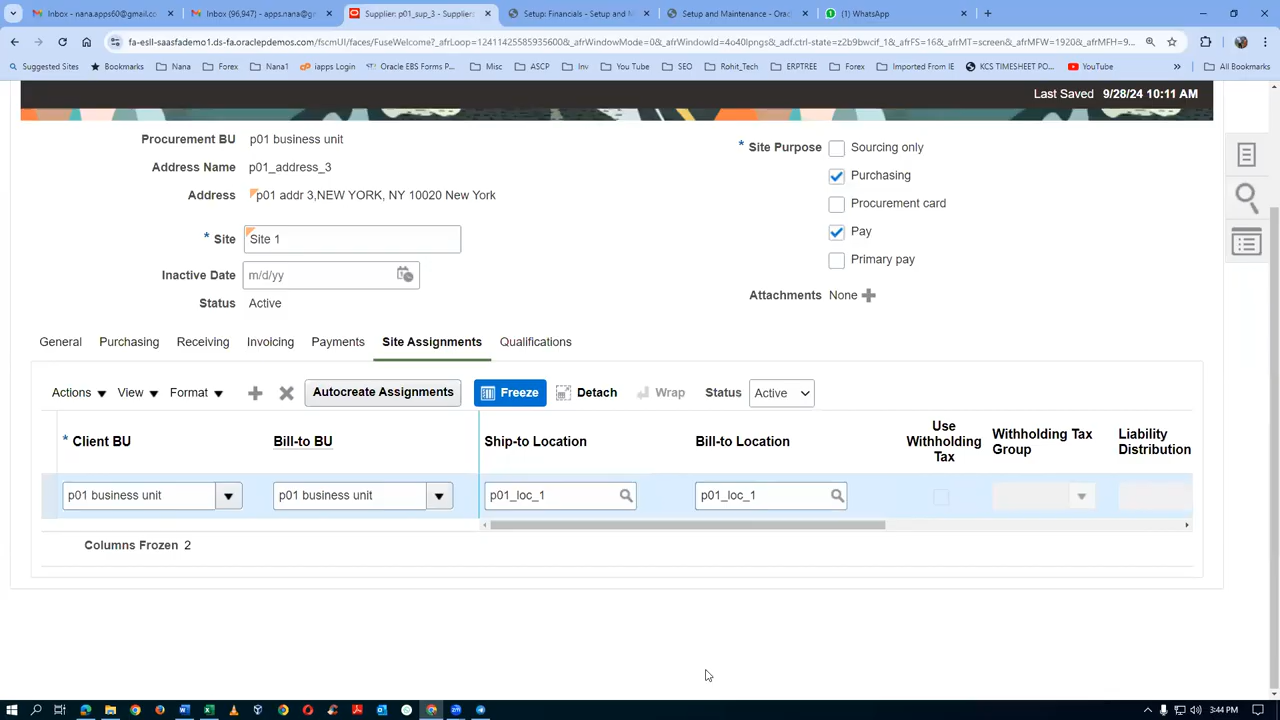 Inbox - nana.apps60@gmail.co
Inbox (96,947) - apps.nana@gm
Supplier: p01_sup_3 - Suppliers
Setup: Financials - Setup and M
Setup and Maintenance - Orac
(1) WhatsApp
fa-esll-saasfademo1.ds-fa.oraclepdemos.com/fscmUI/faces/FuseWelcome?_afrLoop=12411425585935600&_afrWindowMode=0&_afrWindowId=4o40lpngs&_adf.ctrl-state=z2b9bwcif_1&_afrFS=16&_afrMT=screen&_afrMFW=1920&_afrMFH=9...
Suggested Sites
Bookmarks
Nana
Forex
Nana1
iapps Login
Oracle EBS Forms P...
Misc
ASCP
Inv
You Tube
SEO
Rohit_Tech
ERPTREE
Forex
Imported From IE
KCS TIMESHEET PO...
YouTube
»
All Bookmarks
Last Saved 9/28/24 10:11 AM
Procurement BU p01 business unit
Address Name p01_address_3
Address p01 addr 3,NEW YORK, NY 10020 New York
* Site Site 1
Inactive Date m/d/yy
Status Active
* Site Purpose Sourcing only
Purchasing
Procurement card
Pay
Primary pay
Attachments None
General Purchasing Receiving Invoicing Payments Site Assignments Qualifications
Actions View Format Autocreate Assignments Freeze Detach Wrap Status Active
* Client BU
Bill-to BU
Ship-to Location
Bill-to Location
Use Withholding Tax
Withholding Tax Group
Liability Distribution
p01 business unit
p01 business unit
p01_loc_1
p01_loc_1
Columns Frozen 2
3:44 PM